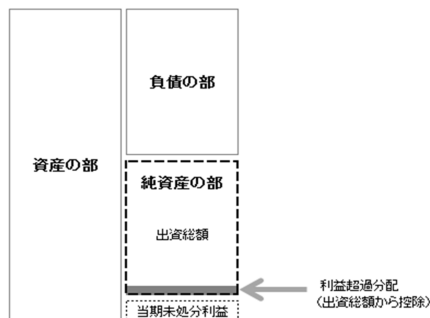 負債の部
資産の部
純資産の部
出資総額
利益超過分配
（出資総額から控除）
当期未処分利益